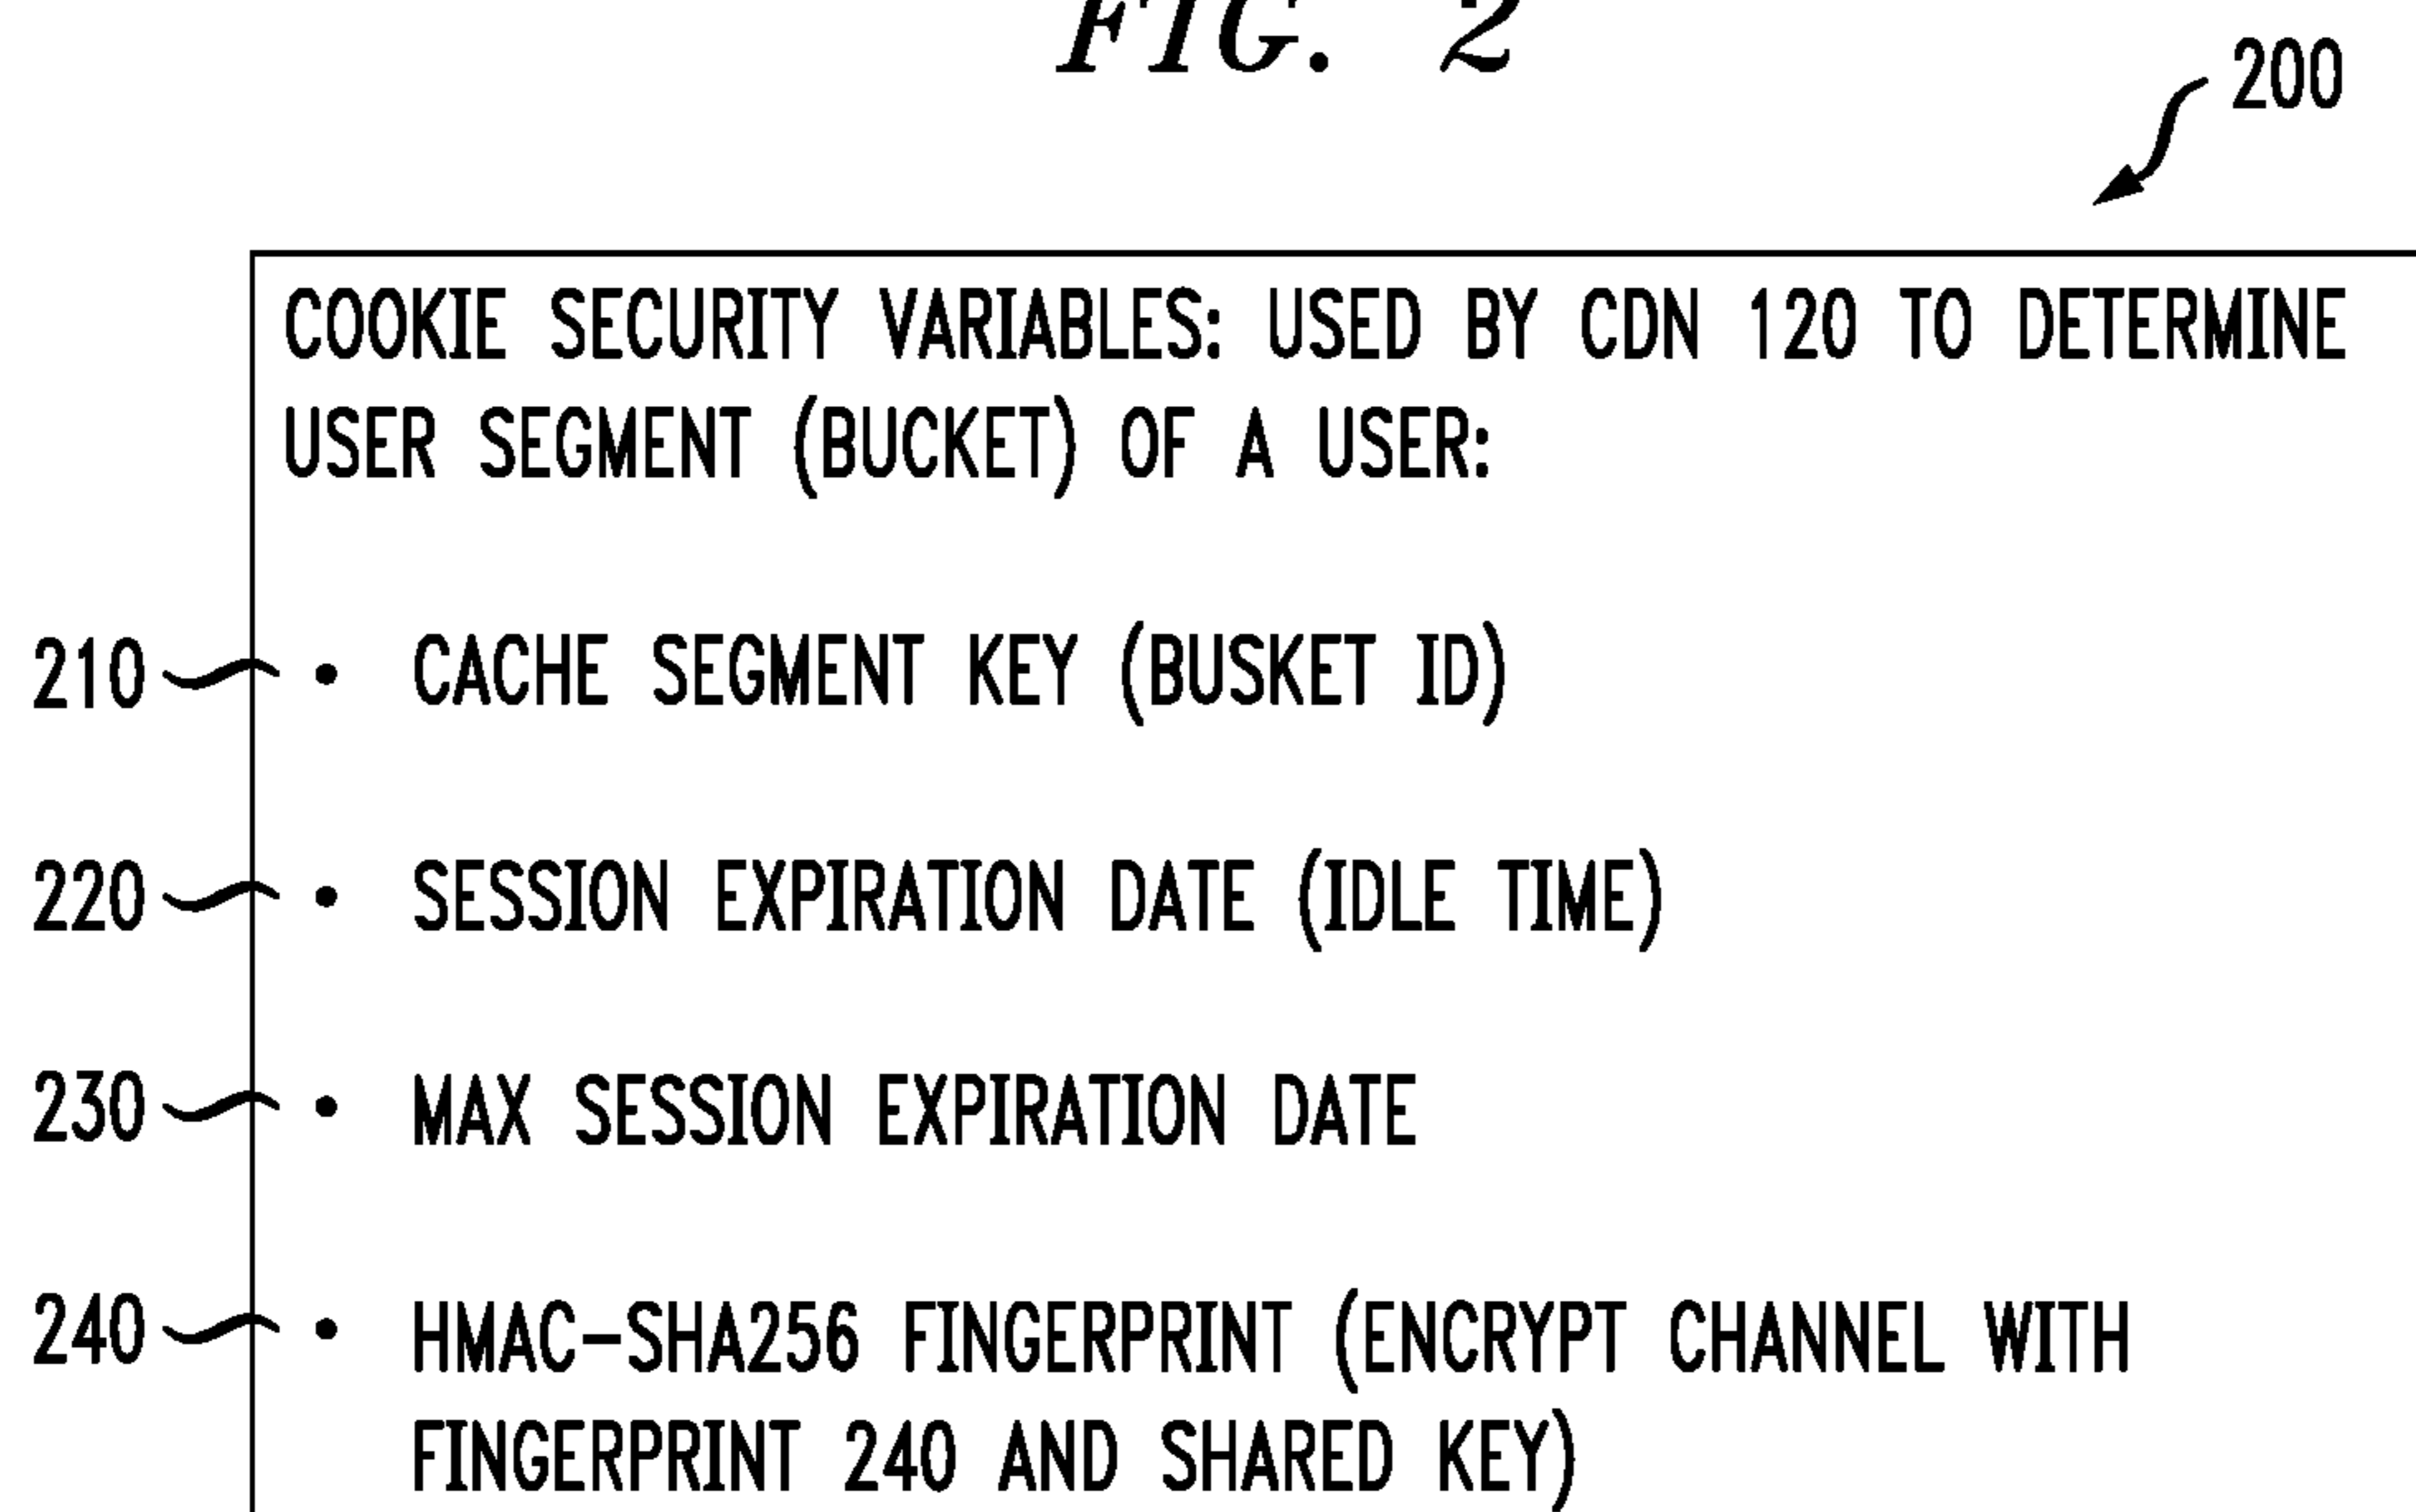 FIG. 2
200
COOKIE SECURITY VARIABLES: USED BY CDN 120 TO DETERMINE
USER SEGMENT (BUCKET) OF A USER:
210 • CACHE SEGMENT KEY (BUSKET ID)
220 • SESSION EXPIRATION DATE (IDLE TIME)
230 • MAX SESSION EXPIRATION DATE
240 • HMAC-SHA256 FINGERPRINT (ENCRYPT CHANNEL WITH
FINGERPRINT 240 AND SHARED KEY)